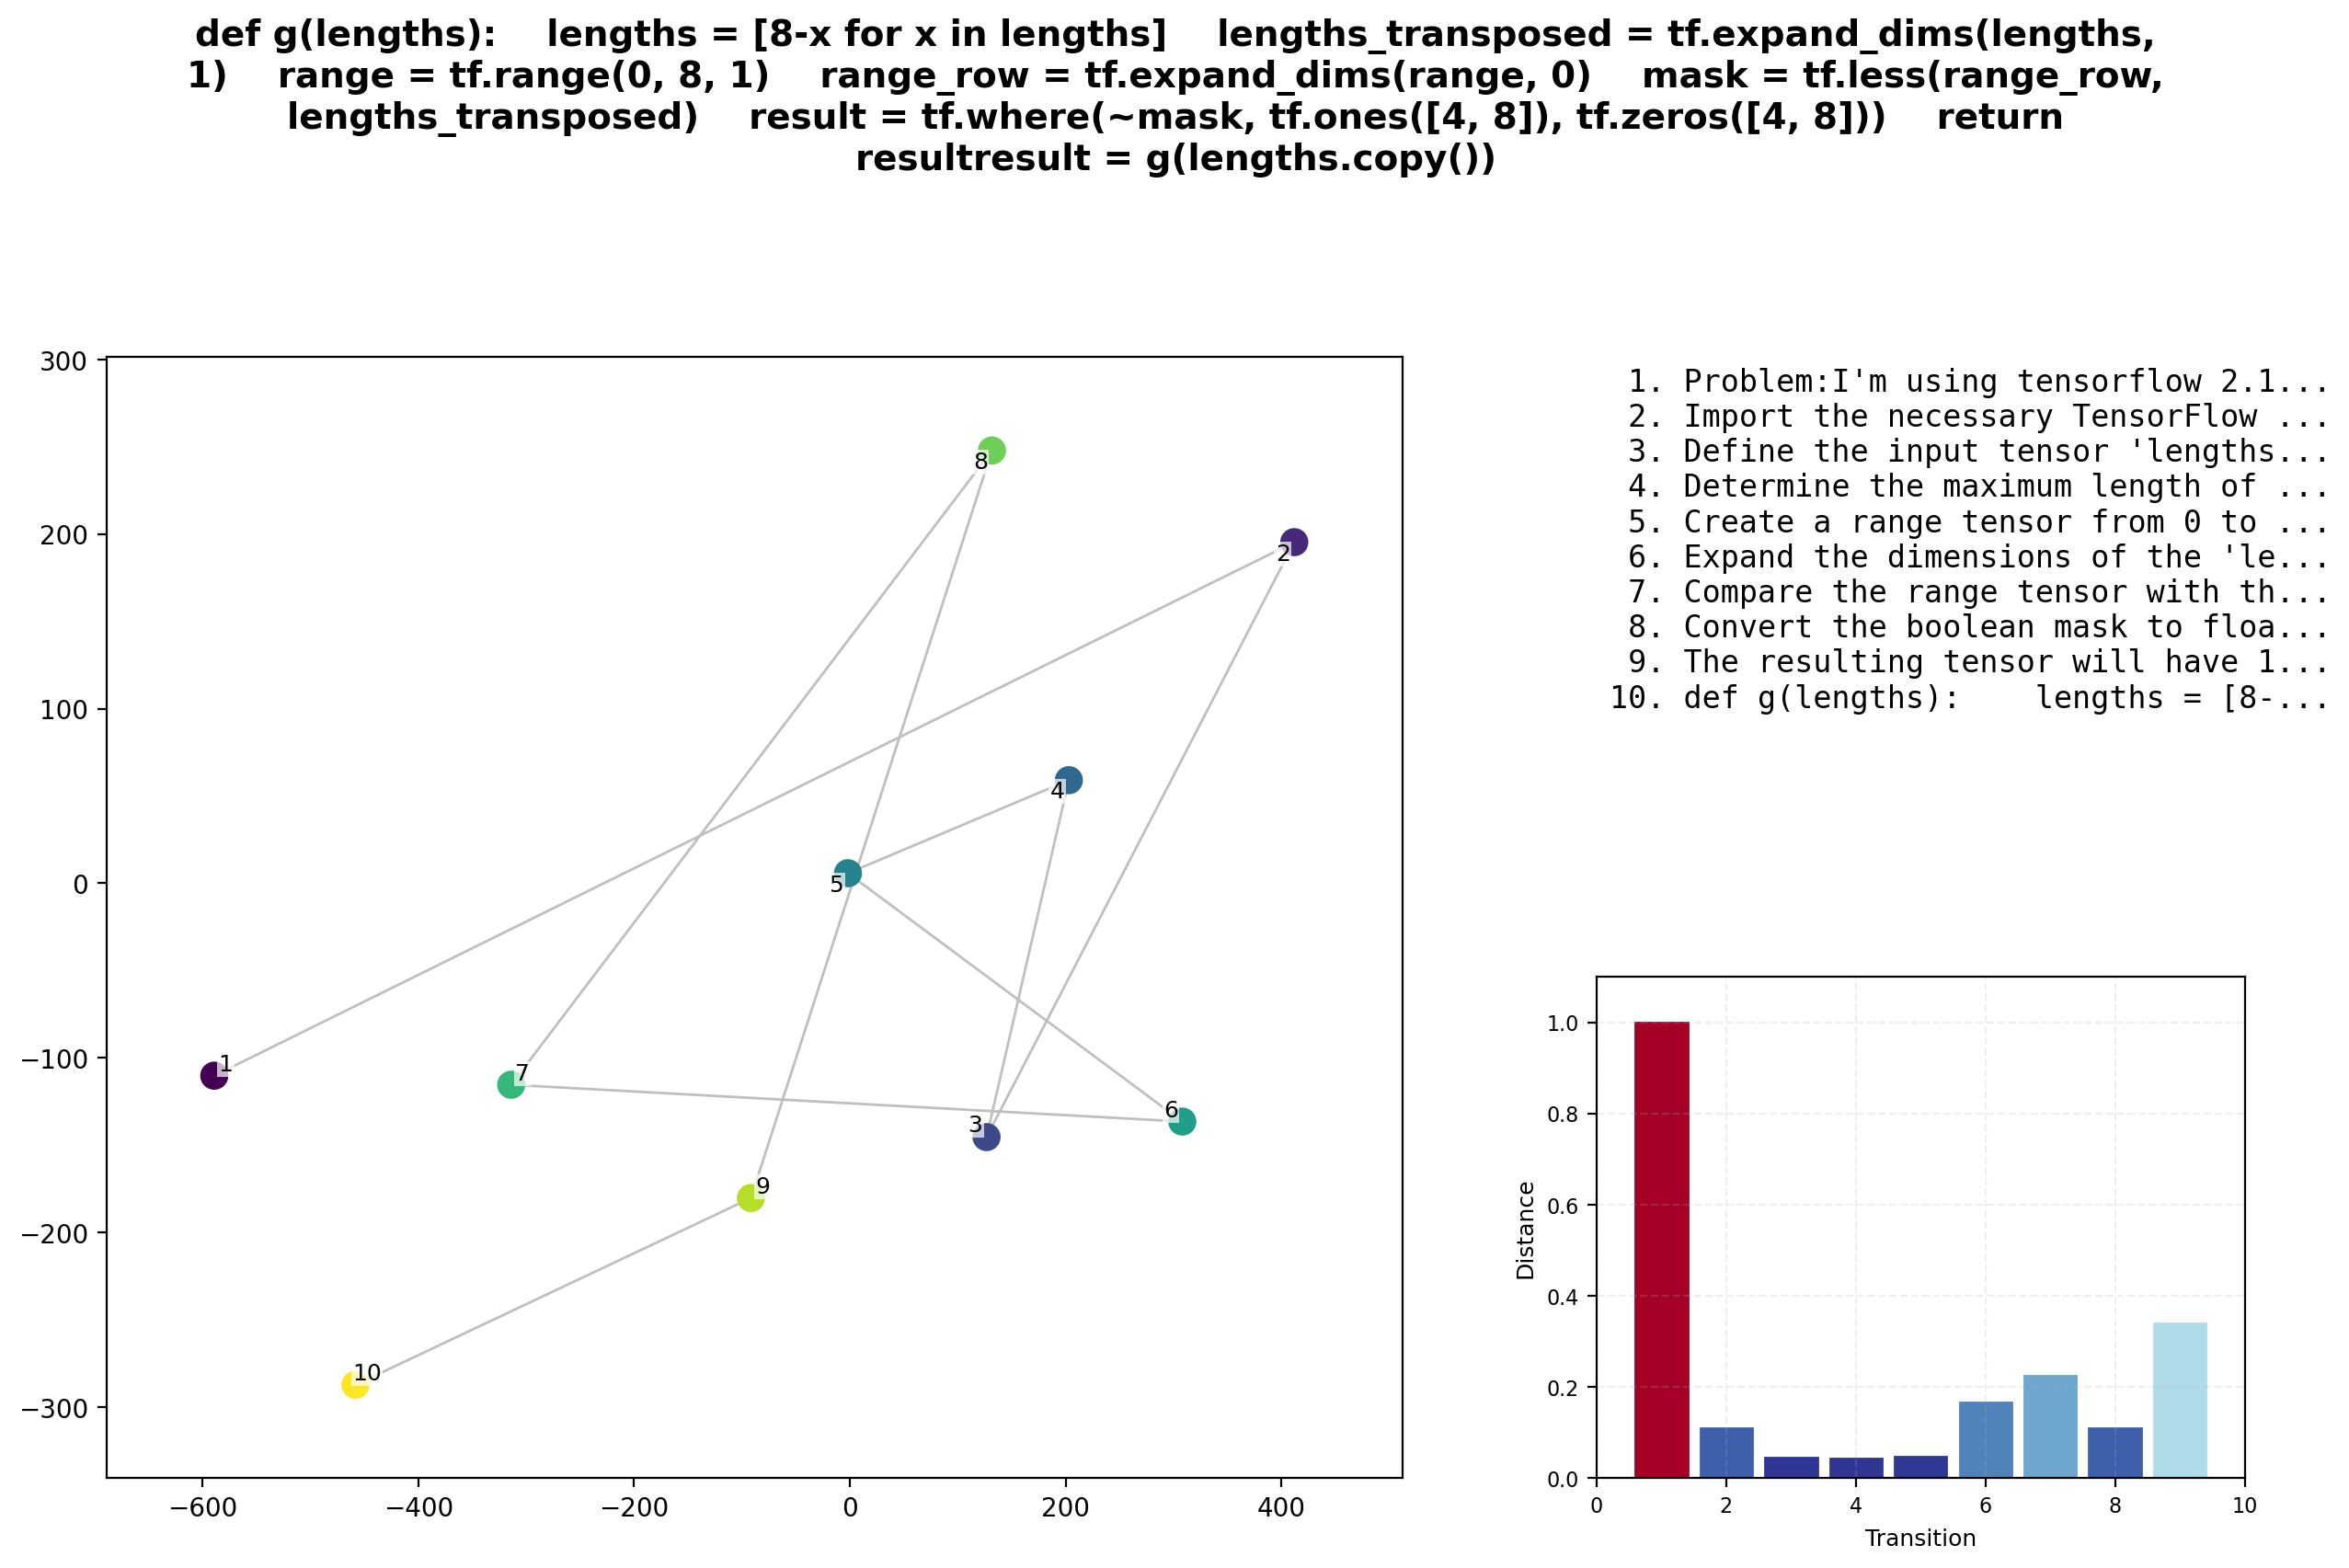 def g(lengths):    lengths = [8-x for x in lengths]    lengths_transposed = tf.expand_dims(lengths,
1)    range = tf.range(0, 8, 1)    range_row = tf.expand_dims(range, 0)    mask = tf.less(range_row,
lengths_transposed)    result = tf.where(~mask, tf.ones([4, 8]), tf.zeros([4, 8]))    return
resultresult = g(lengths.copy())
300
200
100
0
−100
−200
−300
−600
−400
−200
0
200
400
1
2
3
4
5
6
7
8
9
10
1. Problem:I'm using tensorflow 2.1...
2. Import the necessary TensorFlow ...
3. Define the input tensor 'lengths...
4. Determine the maximum length of ...
5. Create a range tensor from 0 to ...
6. Expand the dimensions of the 'le...
7. Compare the range tensor with th...
8. Convert the boolean mask to floa...
9. The resulting tensor will have 1...
10. def g(lengths):    lengths = [8-...
Distance
1.0
0.8
0.6
0.4
0.2
0.0
0
2
4
6
8
10
Transition